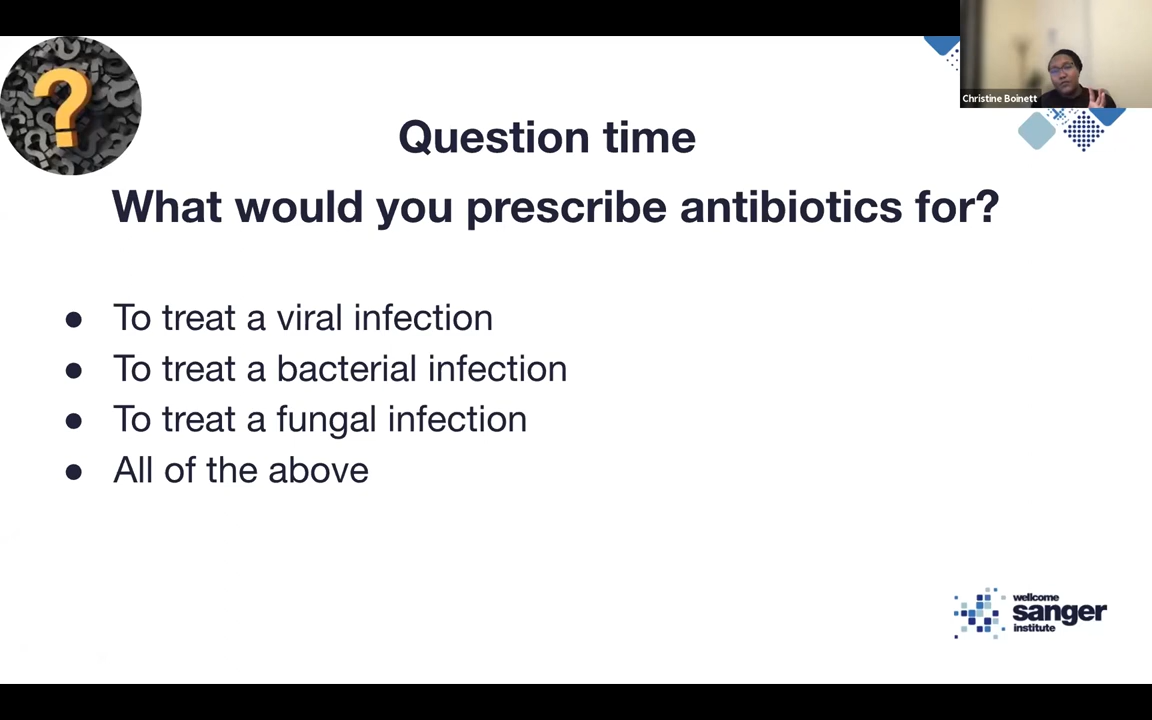 Christine Boinett
Question time
What would you prescribe antibiotics for?
● To treat a viral infection
● To treat a bacterial infection
● To treat a fungal infection
● All of the above
wellcome
sanger
institute